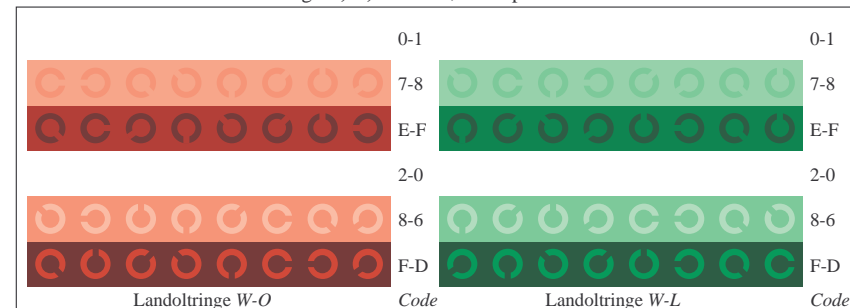 0-1 0-1
7-8 7-8
E-F E-F
2-0 2-0
8-6 8-6
F-D F-D
Landoltringe W-O Code Landoltringe W-L Code